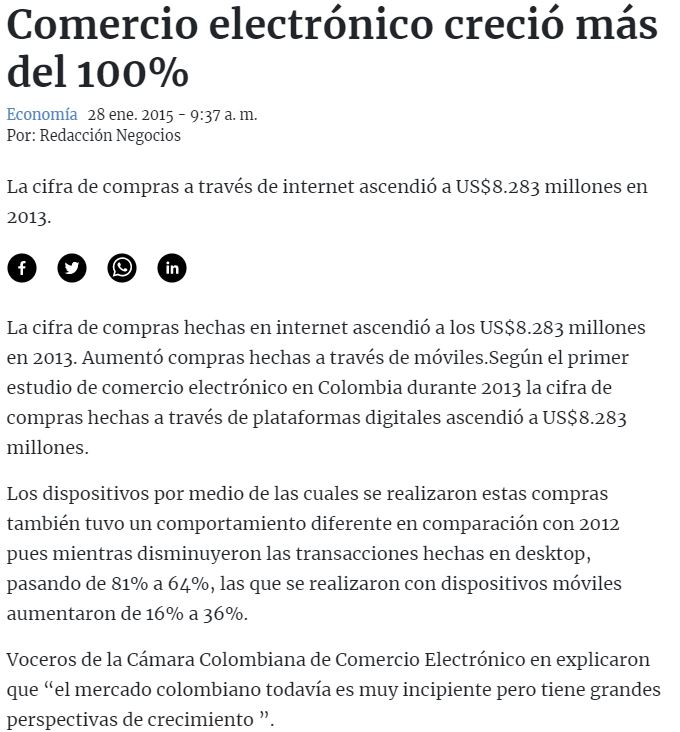 Comercio electrónico creció más
del 100%
Economía 28 ene. 2015 - 9:37 a. m.
Por: Redacción Negocios
La cifra de compras a través de internet ascendió a US$8.283 millones en
2013.
La cifra de compras hechas en internet ascendió a los US$8.283 millones
en 2013. Aumentó compras hechas a través de móviles.Según el primer
estudio de comercio electrónico en Colombia durante 2013 la cifra de
compras hechas a través de plataformas digitales ascendió a US$8.283
millones.
Los dispositivos por medio de las cuales se realizaron estas compras
también tuvo un comportamiento diferente en comparación con 2012
pues mientras disminuyeron las transacciones hechas en desktop,
pasando de 81% a 64%, las que se realizaron con dispositivos móviles
aumentaron de 16% a 36%.
Voceros de la Cámara Colombiana de Comercio Electrónico en explicaron
que “el mercado colombiano todavía es muy incipiente pero tiene grandes
perspectivas de crecimiento ”.